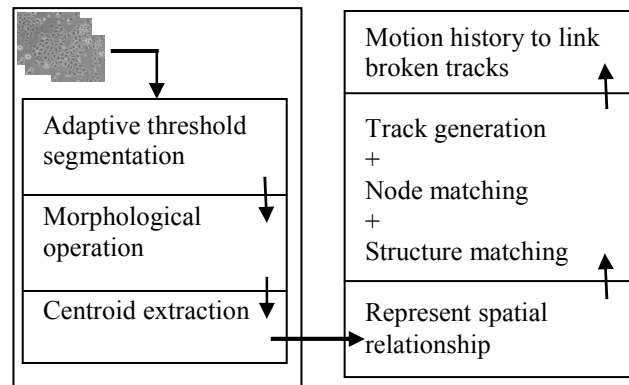 Adaptive threshold
segmentation
Morphological
operation
Centroid extraction
Motion history to link
broken tracks
Track generation
+
Node matching
+
Structure matching
Represent spatial
relationship